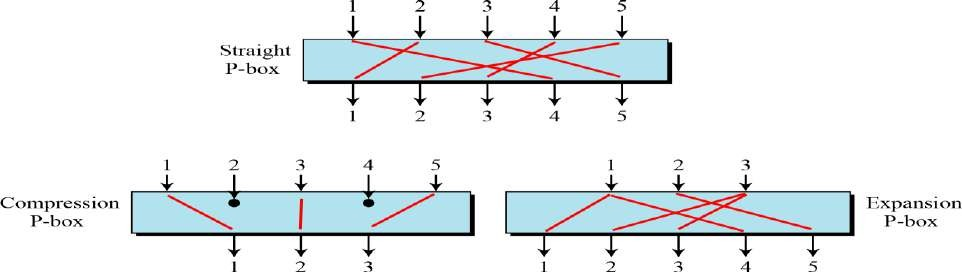 1 2 3 4 5
Straight
P-box
1 2 3 4 5
1 2 3 4 5
Compression
P-box
1 2 3
1 2 3
Expansion
P-box
1 2 3 4 5